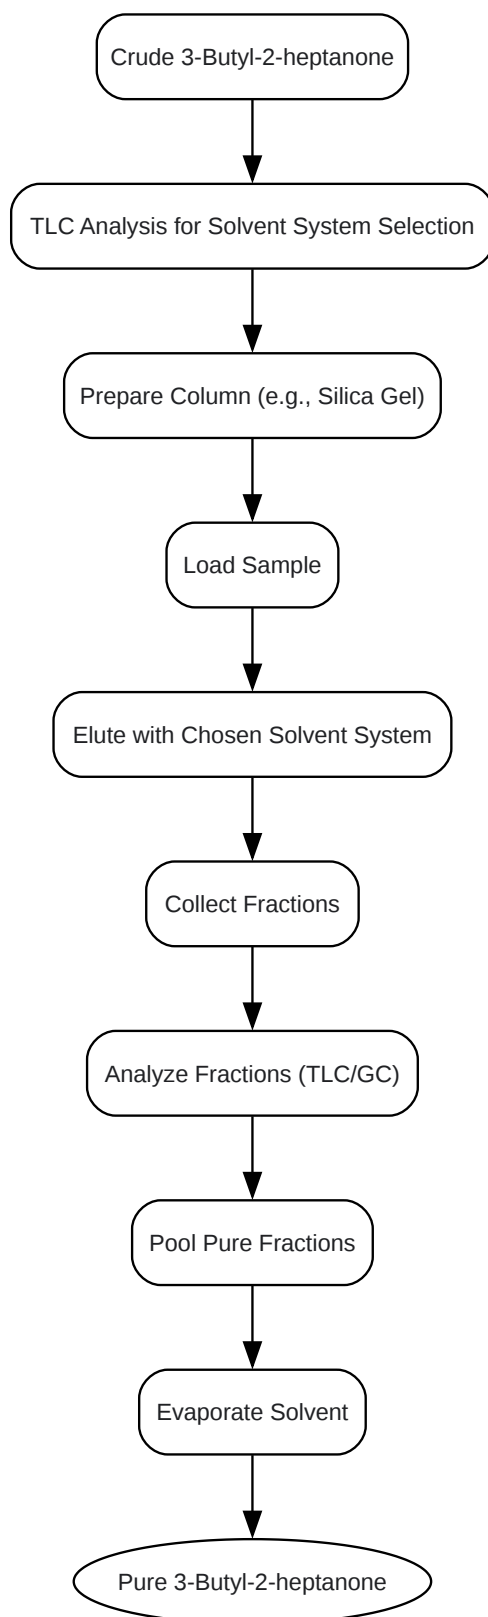 Crude 3-Butyl-2-heptanone
TLC Analysis for Solvent System Selection
Prepare Column (e.g., Silica Gel)
Load Sample
Elute with Chosen Solvent System
Collect Fractions
Analyze Fractions (TLC/GC)
Pool Pure Fractions
Evaporate Solvent
Pure 3-Butyl-2-heptanone